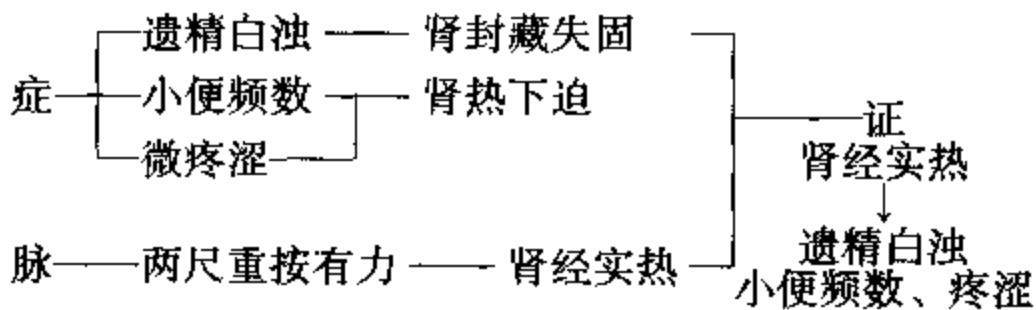 遗精白浊 肾封藏失固
症 小便频数 肾热下迫
微疼涩
证
肾经实热
脉 两尺重按有力 肾经实热
遗精白浊
小便频数、疼涩